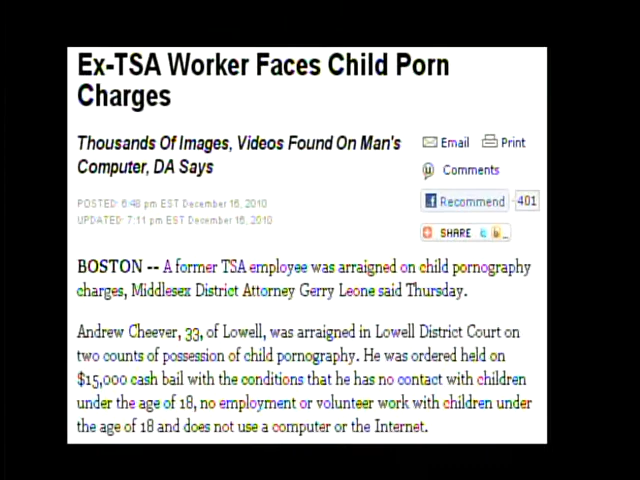 Ex-TSA Worker Faces Child Porn
Charges
Thousands Of Images, Videos Found On Man's
Computer, DA Says
Email Print
Comments
Recommend 401
SHARE
POSTED: 6:48 pm EST December 16, 2010
UPDATED: 7:11 pm EST December 16, 2010
BOSTON -- A former TSA employee was arraigned on child pornography
charges, Middlesex District Attorney Gerry Leone said Thursday.
Andrew Cheever, 33, of Lowell, was arraigned in Lowell District Court on
two counts of possession of child pornography. He was ordered held on
$15,000 cash bail with the conditions that he has no contact with children
under the age of 18, no employment or volunteer work with children under
the age of 18 and does not use a computer or the Internet.